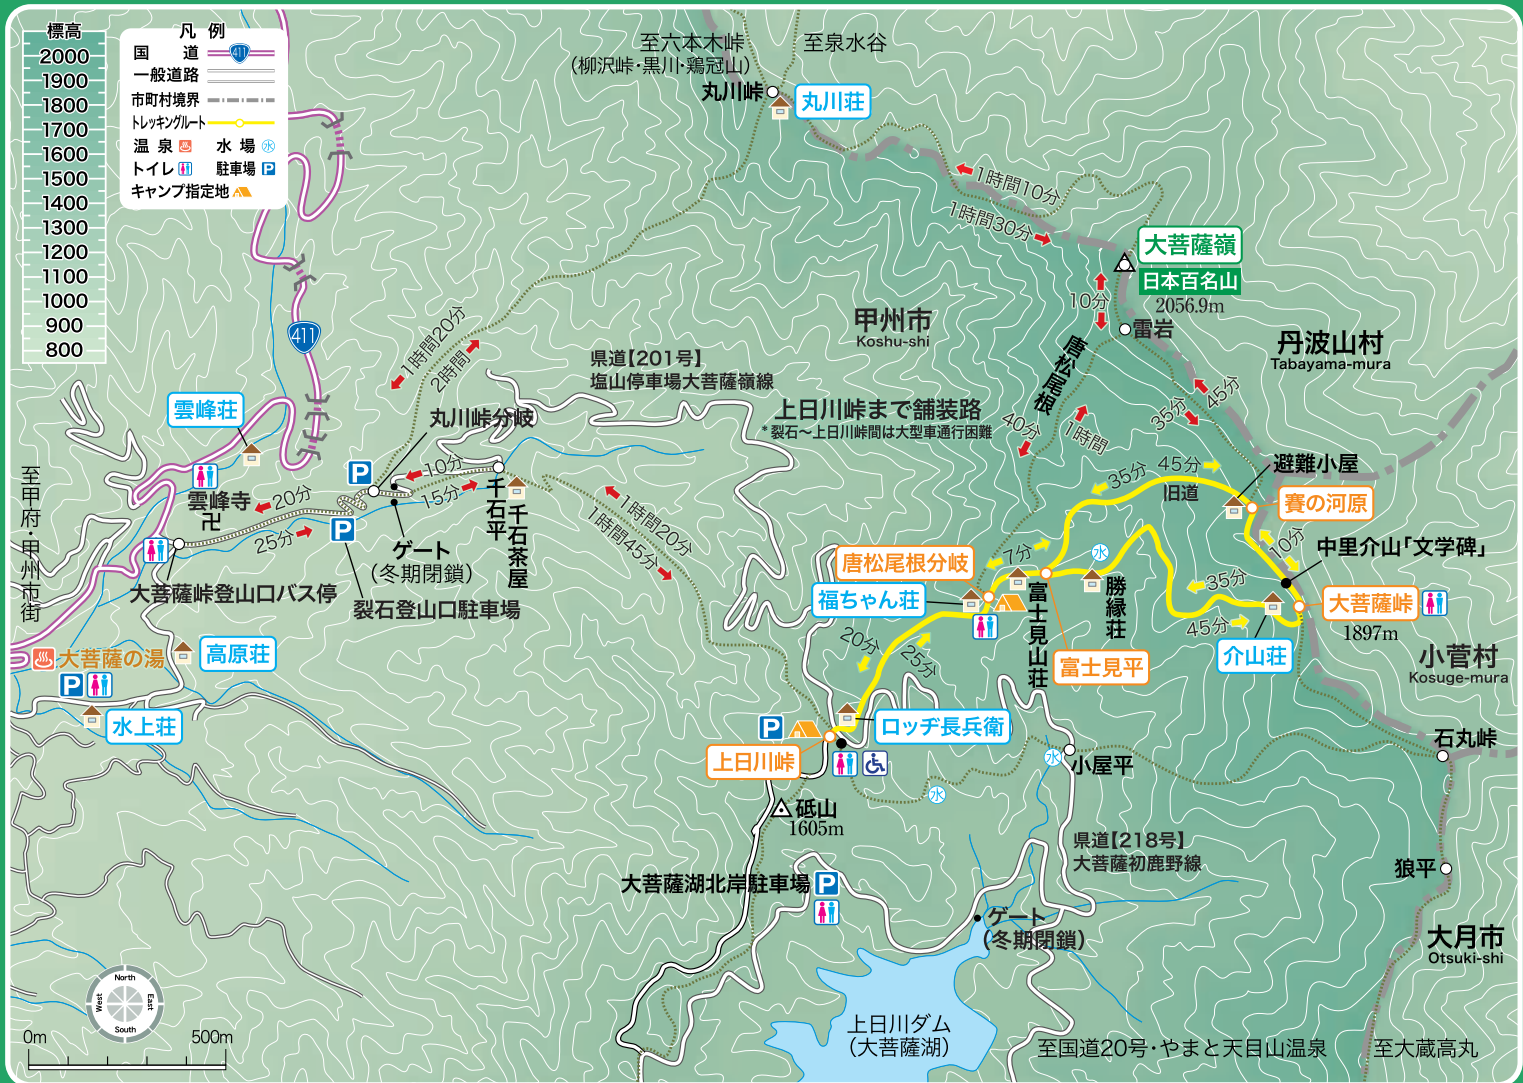 標高
2000
1900
1800
1700
1600
1500
1400
1300
1200
1100
1000
900
800
凡 例
国 道
411
一般道路
市町村境界
トレッキングルート
温 泉
水 場
水
トイレ
駐車場
P
キャンプ指定地
至六本木峠
(柳沢峠・黒川・鶏冠山)
至泉水谷
丸川峠
丸川荘
1時間10分
1時間30分
大菩薩嶺
日本百名山
2056.9m
10分
雷岩
甲州市
Koshu-shi
丹波山村
Tabayama-mura
唐松尾根
411
1時間20分
2時間
県道【201号】
塩山停車場大菩薩嶺線
上日川峠まで舗装路
*裂石〜上日川峠間は大型車通行困難
40分
1時間
35分
45分
雲峰荘
丸川峠分岐
P
10分
15分
千石平
千石茶屋
至甲府・甲州市街
雲峰寺
卍
20分
25分
P
ゲート
(冬期閉鎖)
大菩薩峠登山口バス停
裂石登山口駐車場
1時間20分
1時間45分
35分
45分
旧道
避難小屋
賽の河原
10分
中里介山「文学碑」
唐松尾根分岐
7分
水
福ちゃん荘
富士見山荘
勝縁荘
35分
45分
大菩薩峠
1897m
介山荘
富士見平
小菅村
Kosuge-mura
20分
25分
大菩薩の湯
P
高原荘
水上荘
P
ロッヂ長兵衛
上日川峠
水
小屋平
石丸峠
水
砥山
1605m
県道【218号】
大菩薩初鹿野線
大菩薩湖北岸駐車場
P
狼平
ゲート
(冬期閉鎖)
大月市
Otsuki-shi
North
West
East
South
0m
500m
上日川ダム
(大菩薩湖)
至国道20号・やまと天目山温泉
至大蔵高丸